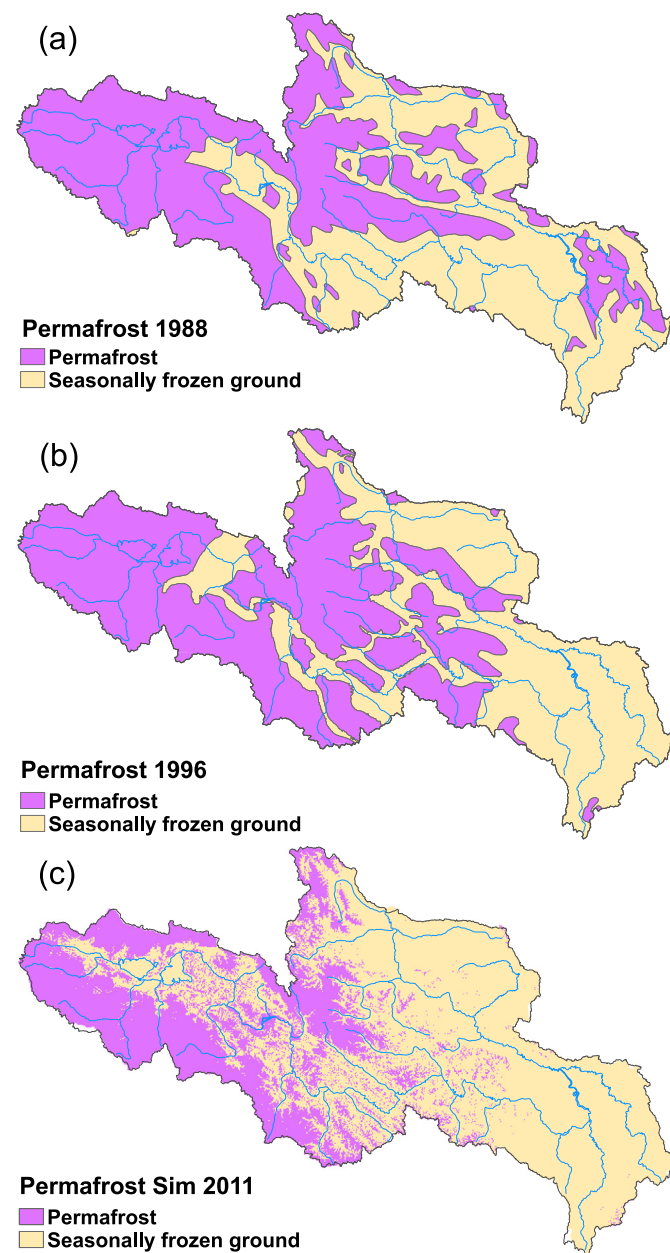 (a)
Permafrost 1988
Permafrost
Seasonally frozen ground
(b)
Permafrost 1996
Permafrost
Seasonally frozen ground
(c)
Permafrost Sim 2011
Permafrost
Seasonally frozen ground